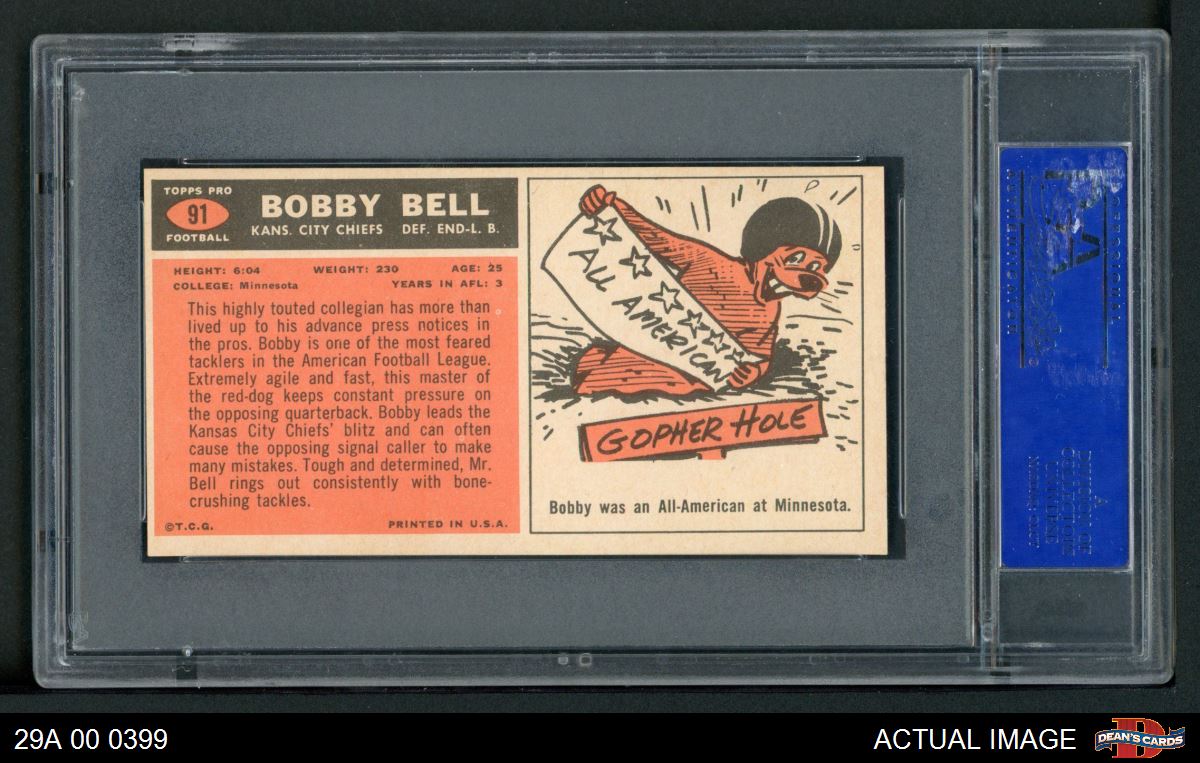 TOPPS PRO
91
FOOTBALL
BOBBY BELL
KANS. CITY CHIEFS DEF. END-L. B.
HEIGHT: 6:04 WEIGHT: 230 AGE: 25
COLLEGE: Minnesota YEARS IN AFL: 3
This highly touted collegian has more than
lived up to his advance press notices in
the pros. Bobby is one of the most feared
tacklers in the American Football League.
Extremely agile and fast, this master of
the red-dog keeps constant pressure on
the opposing quarterback. Bobby leads the
Kansas City Chiefs' blitz and can often
cause the opposing signal caller to make
many mistakes. Tough and determined, Mr.
Bell rings out consistently with bone-
crushing tackles.
©T.C.G. PRINTED IN U.S.A.
ALL AMERICAN
GOPHER HOLE
Bobby was an All-American at Minnesota.
A
DIVISION OF
COLLECTORS
UNIVERSE
29A 00 0399
ACTUAL IMAGE
DEAN'S CARDS